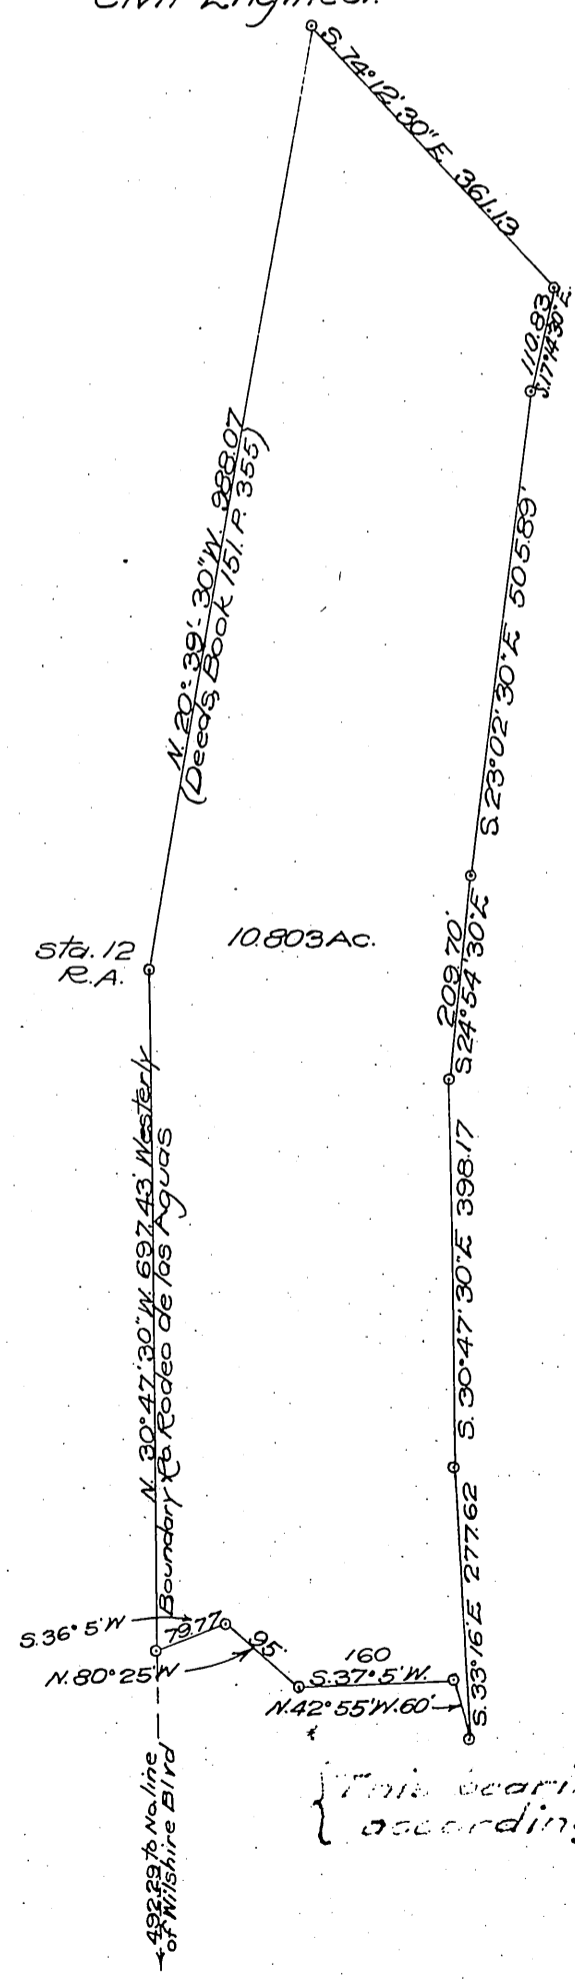 Civil Engineer.
S. 74° 12' 30" E. 361.13
110.83
S. 17° 14' 30" E.
N. 20° 39' 30" W. 988.07
(Deeds, Book 151. P. 355)
S. 23° 02' 30" E 505.89'
Sta. 12
R.A.
10.803 AC.
209.70'
S 24° 54' 30" E
N. 30° 47' 30" W. 697.43' Westerly
Boundary Ro. Rodeo de las Aguas
S. 30° 47' 30" E 398.17
S. 33° 16' E 277.62
S. 36° 5' W
79.77
95'
N. 80° 25' W
160
S. 37° 5' W.
N. 42° 55' W. 60'
492.29 to No. line
of Wilshire Blvd
This
according